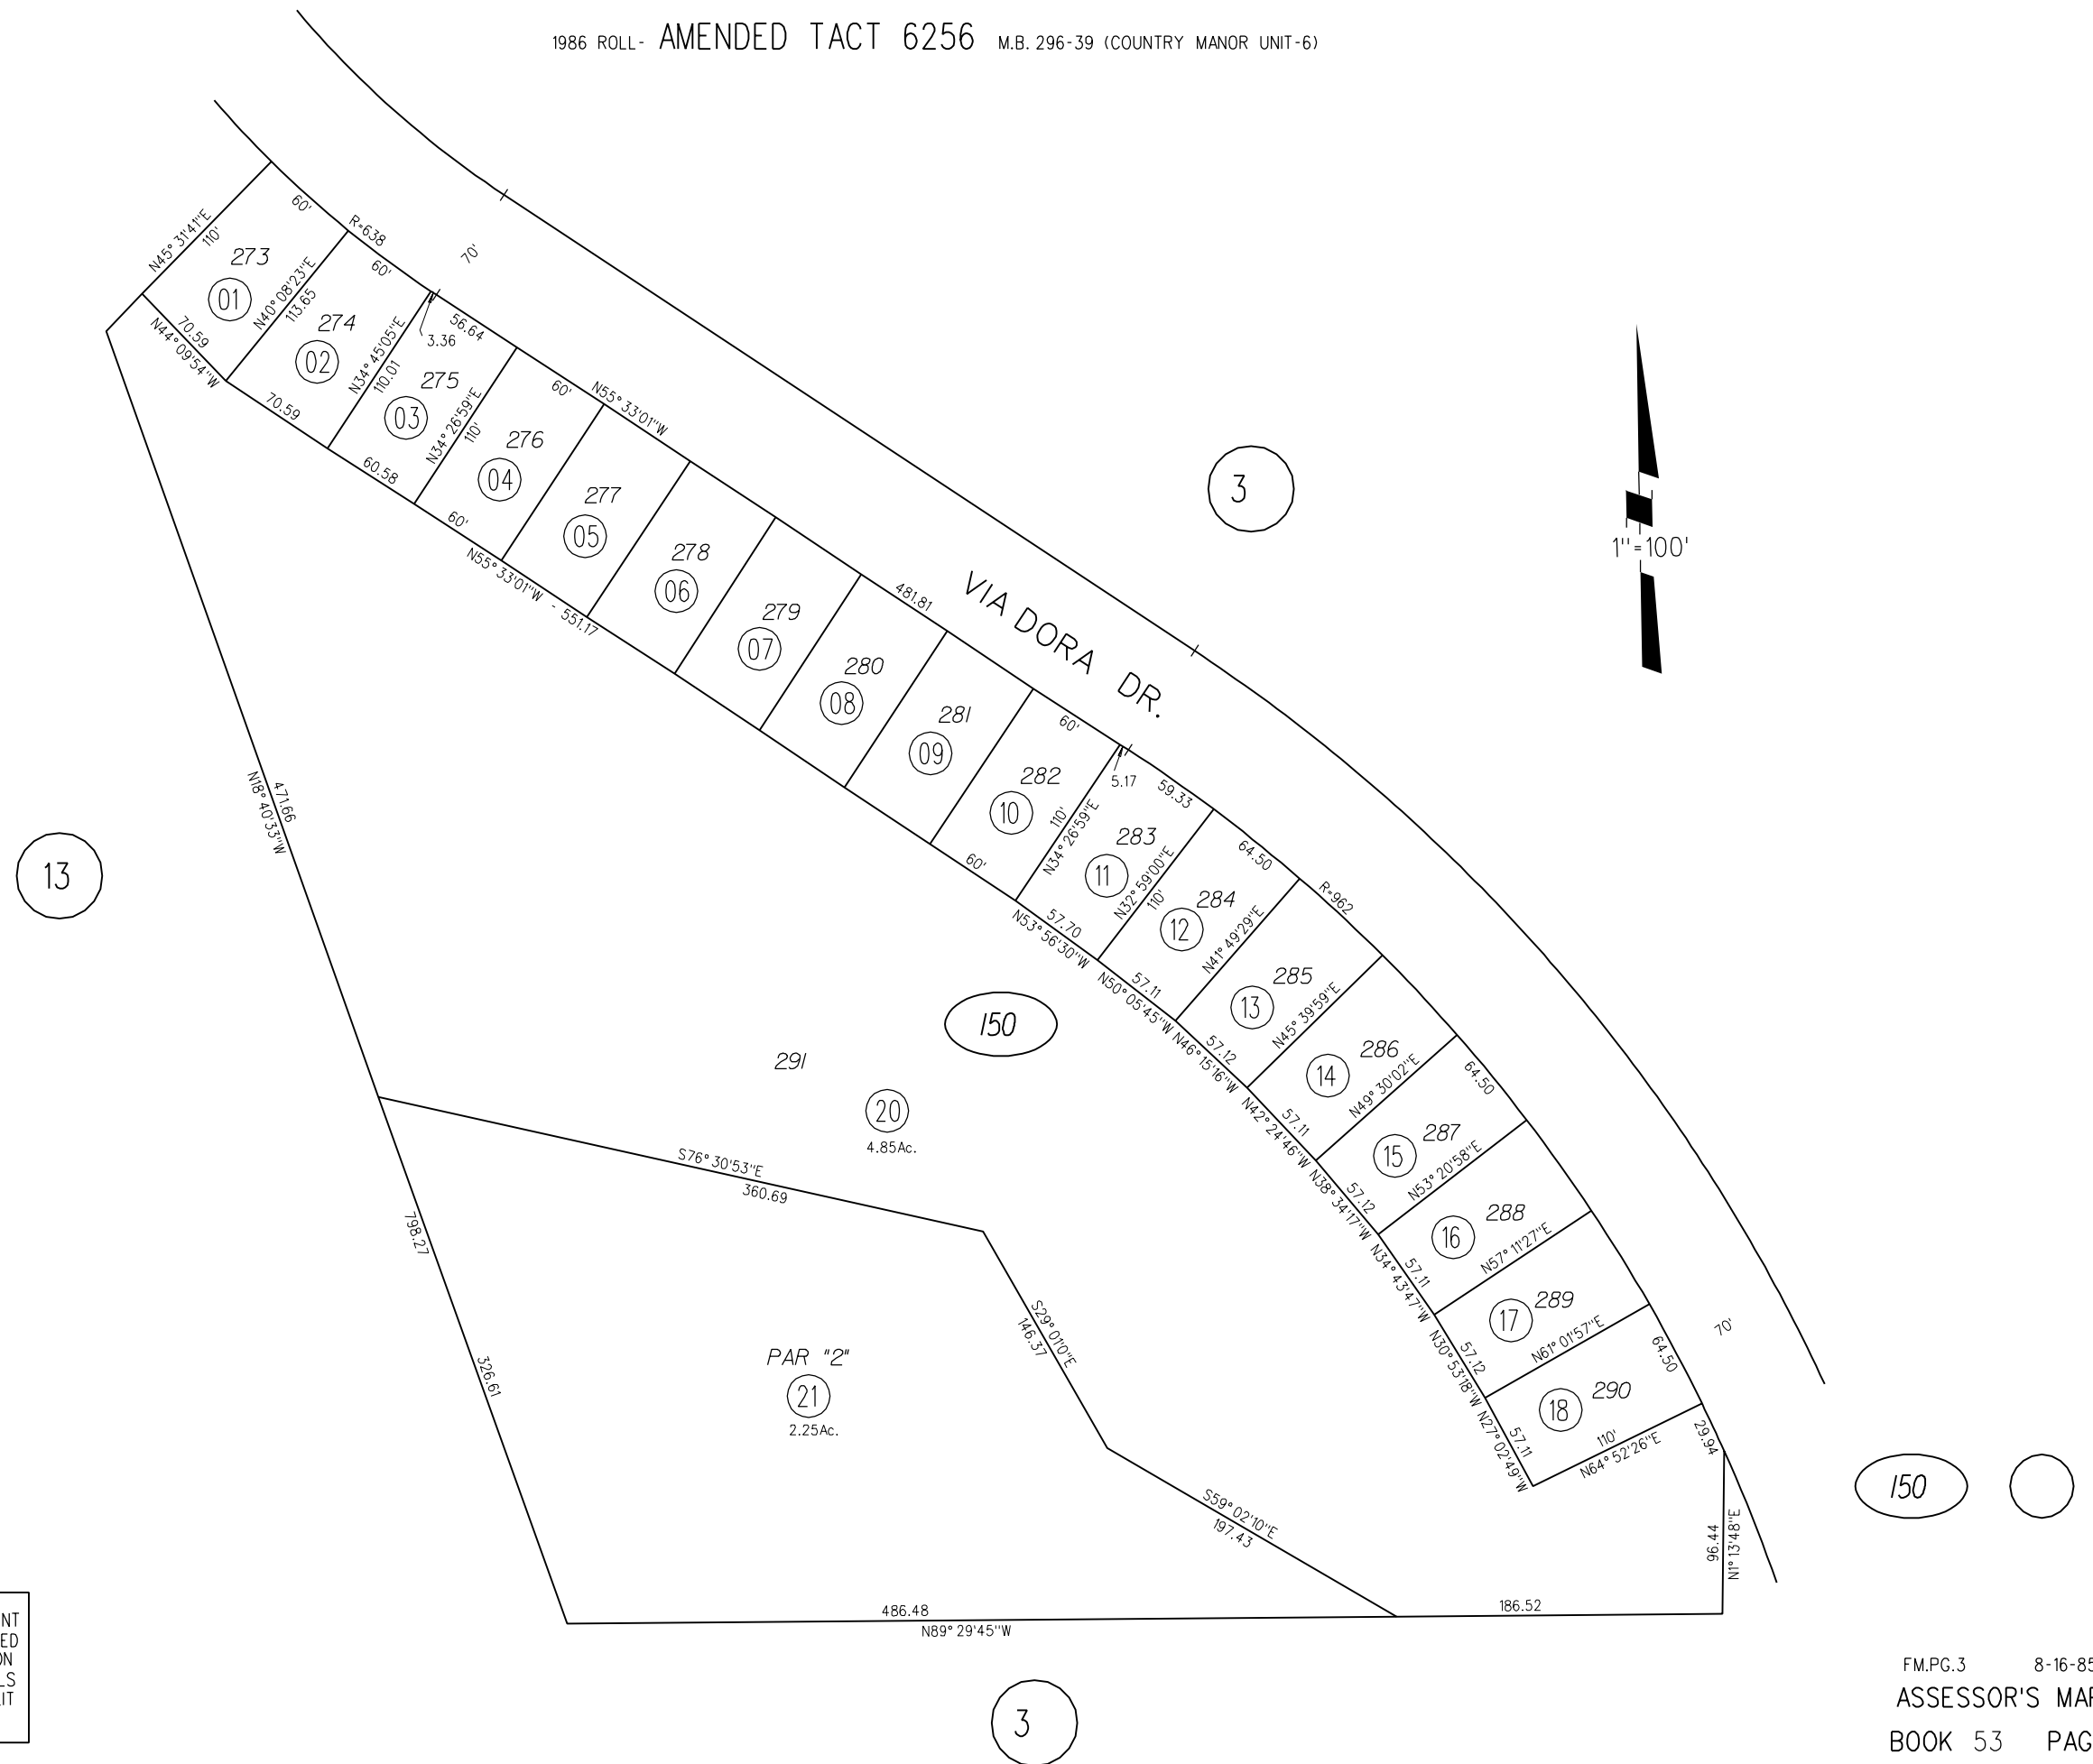 1986 ROLL- AMENDED TACT 6256 M.B. 296-39 (COUNTRY MANOR UNIT-6)
N45° 31'41"E
110'
60'
273
01
70.59
N44° 09'54"W
N40° 08'23"E
113.65
R=638
60'
70'
274
02
70.59
N34° 45'05"E
110.01
3.36
56.64
275
03
60.58
N34° 26'59"E
110'
60'
N55° 33'01"W
276
04
60'
N55° 33'01"W - 551.17
277
05
278
06
279
07
481.81
280
08
281
09
VIA DORA DR.
3
1"=100'
60'
282
10
60'
110'
N34° 26'59"E
5.17
59.33
283
11
57.70
N53° 56'30"W
N32° 59'00"E
110'
64.50
284
12
57.11
N50° 05'45"W
N41° 49'29"E
R=962
285
13
57.12
N46° 15'16"W
N45° 39'59"E
286
14
57.11
N42° 24'46"W
N49° 30'02"E
64.50
287
15
57.12
N38° 34'17"W
N53° 20'58"E
288
16
57.11
N34° 43'47"W
N57° 11'27"E
289
17
57.12
N30° 53'18"W
N61° 01'57"E
64.50
70'
290
18
57.11
N27° 02'49"W
110'
N64° 52'26"E
29.94
96.44
N1° 13'48"E
13
471.66
N18° 40'33"W
150
291
20
4.85Ac.
S76° 30'53"E
360.69
798.27
326.61
S29° 01'0"E
146.37
PAR "2"
21
2.25Ac.
S59° 02'10"E
197.43
486.48
N89° 29'45"W
186.52
150
3
NT
ED
ON
LS
IT
FM.PG.3 8-16-85
ASSESSOR'S MAP
BOOK 53 PAG